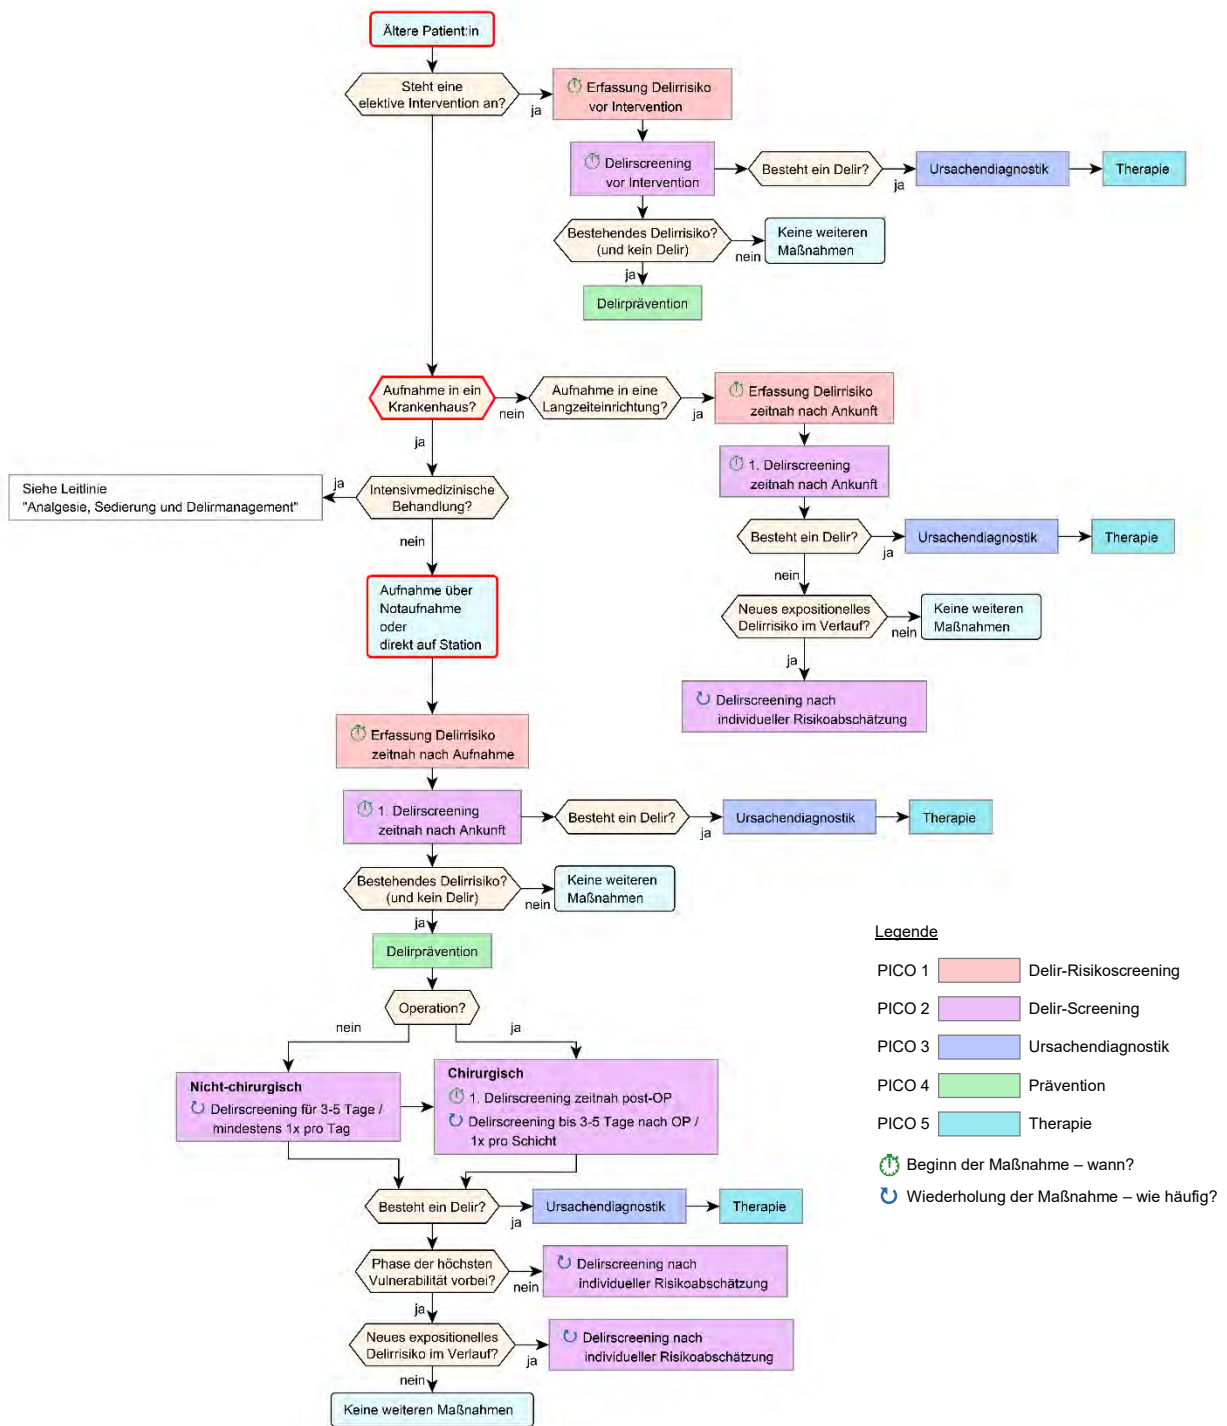 Ältere Patient:in
Steht eine
elektive Intervention an?
ja
Erfassung Delirrisiko
vor Intervention
Delirscreening
vor Intervention
Besteht ein Delir?
ja
Ursachendiagnostik
Therapie
Bestehendes Delirrisiko?
(und kein Delir)
nein
Keine weiteren
Maßnahmen
ja
Delirprävention
Aufnahme in ein
Krankenhaus?
nein
Aufnahme in eine
Langzeiteinrichtung?
ja
Erfassung Delirrisiko
zeitnah nach Ankunft
1. Delirscreening
zeitnah nach Ankunft
Besteht ein Delir?
ja
Ursachendiagnostik
Therapie
nein
Neues expositionelles
Delirrisiko im Verlauf?
nein
Keine weiteren
Maßnahmen
ja
Delirscreening nach
individueller Risikoabschätzung
ja
Intensivmedizinische
Behandlung?
ja
Siehe Leitlinie
"Analgesie, Sedierung und Delirmanagement"
nein
Aufnahme über
Notaufnahme
oder
direkt auf Station
Erfassung Delirrisiko
zeitnah nach Aufnahme
1. Delirscreening
zeitnah nach Ankunft
Besteht ein Delir?
ja
Ursachendiagnostik
Therapie
Bestehendes Delirrisiko?
(und kein Delir)
nein
Keine weiteren
Maßnahmen
ja
Delirprävention
Operation?
nein
ja
Nicht-chirurgisch
Delirscreening für 3-5 Tage /
mindestens 1x pro Tag
Chirurgisch
1. Delirscreening zeitnah post-OP
Delirscreening bis 3-5 Tage nach OP /
1x pro Schicht
Besteht ein Delir?
ja
Ursachendiagnostik
Therapie
Phase der höchsten
Vulnerabilität vorbei?
nein
Delirscreening nach
individueller Risikoabschätzung
ja
Neues expositionelles
Delirrisiko im Verlauf?
ja
Delirscreening nach
individueller Risikoabschätzung
nein
Keine weiteren Maßnahmen
Legende
PICO 1 Delir-Risikoscreening
PICO 2 Delir-Screening
PICO 3 Ursachendiagnostik
PICO 4 Prävention
PICO 5 Therapie
Beginn der Maßnahme – wann?
Wiederholung der Maßnahme – wie häufig?